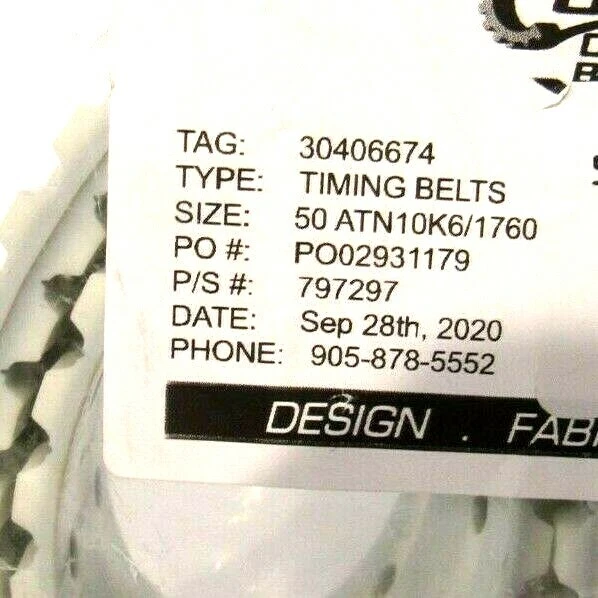 TAG: 30406674
TYPE: TIMING BELTS
SIZE: 50 ATN10K6/1760
PO #: PO02931179
P/S #: 797297
DATE: Sep 28th, 2020
PHONE: 905-878-5552
DESIGN .